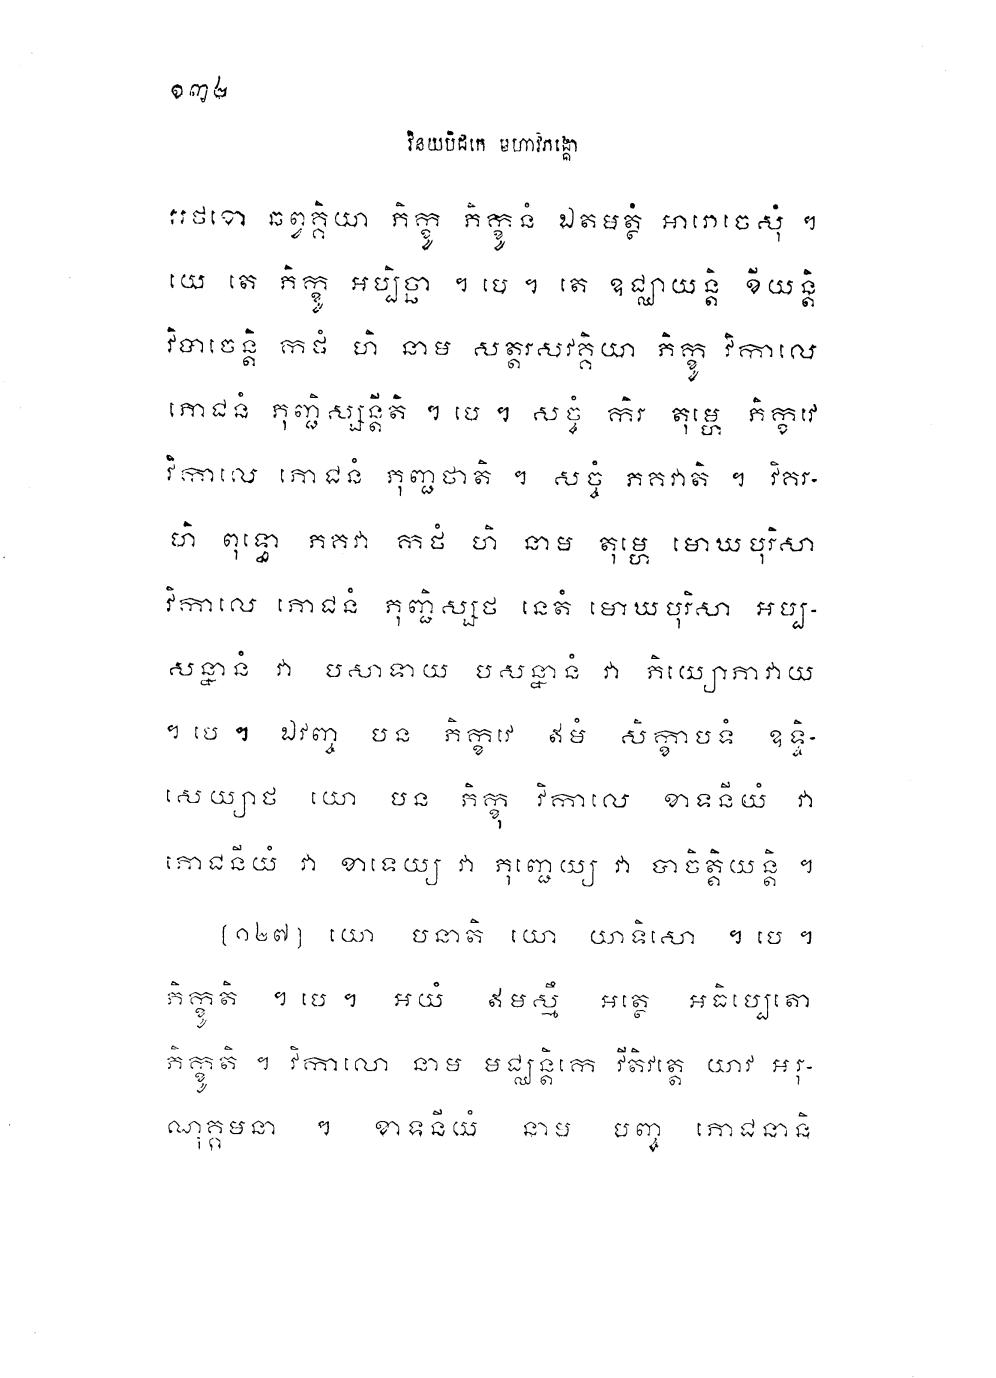 ១៣៤
វិនយបិដកេ មហាវិភង្គោ
អថខោ ឆព្វគ្គិយា ភិក្ខូ ភិក្ខូនំ ឯតមត្ថំ អារោចេសុំ ។
យេ តេ ភិក្ខូ អប្បិច្ឆា ។ បេ ។ តេ ឧជ្ឈាយន្តិ ខីយន្តិ
វិបាចេន្តិ កថំ ហិ នាម សត្តរសវគ្គិយា ភិក្ខូ វិកាលេ
ភោជនំ ភុញ្ជិស្សន្តីតិ ។ បេ ។ សច្ចំ កិរ តុម្ហេ ភិក្ខវេ
វិកាលេ ភោជនំ ភុញ្ជថាតិ ។ សច្ចំ ភគវាតិ ។ វិគរ-
ហិ ពុទ្ធោ ភគវា កថំ ហិ នាម តុម្ហេ មោឃបុរិសា
វិកាលេ ភោជនំ ភុញ្ជិស្សថ នេតំ មោឃបុរិសា អប្ប-
សន្នានំ វា បសាទាយ បសន្នានំ វា ភិយ្យោភាវាយ
។ បេ ។ ឯវញ្ច បន ភិក្ខវេ ឥមំ សិក្ខាបទំ ឧទ្ទិ-
សេយ្យាថ យោ បន ភិក្ខុ វិកាលេ ខាទនីយំ វា
ភោជនីយំ វា ខាទេយ្យ វា ភុញ្ជេយ្យ វា បាចិត្តិយន្តិ ។
(១២៧) យោ បនាតិ យោ យាទិសោ ។ បេ ។
ភិក្ខូតិ ។ បេ ។ អយំ ឥមស្មឹ អត្ថេ អធិប្បេតោ
ភិក្ខូតិ ។ វិកាលោ នាម មជ្ឈន្តិកេ វីតិវត្តេ យាវ អរុ-
ណុគ្គមនា ។ ខាទនីយំ នាម បញ្ច ភោជនានិ